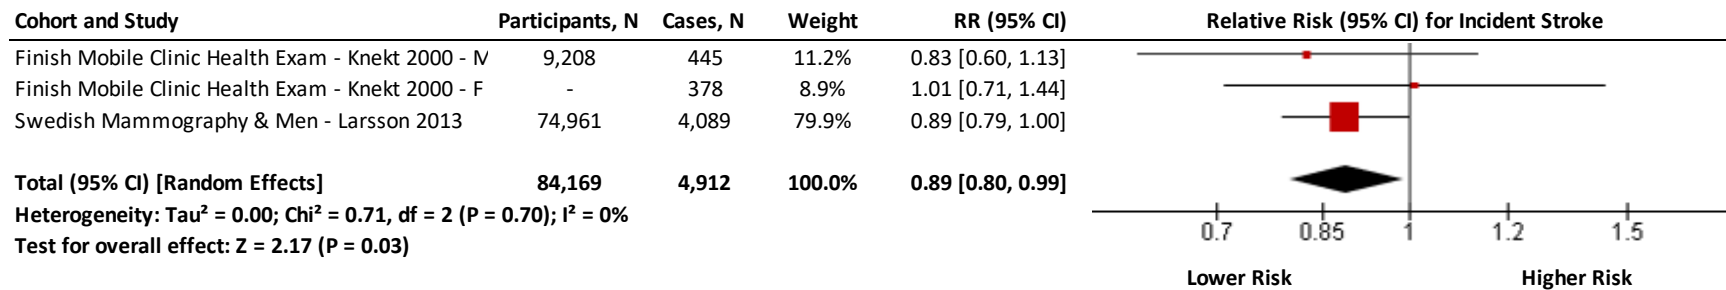 Cohort and Study Participants, N Cases, N Weight RR (95% CI) Relative Risk (95% CI) for Incident Stroke
Finish Mobile Clinic Health Exam - Knekt 2000 - M 9,208 445 11.2% 0.83 [0.60, 1.13]
Finish Mobile Clinic Health Exam - Knekt 2000 - F - 378 8.9% 1.01 [0.71, 1.44]
Swedish Mammography & Men - Larsson 2013 74,961 4,089 79.9% 0.89 [0.79, 1.00]
Total (95% CI) [Random Effects] 84,169 4,912 100.0% 0.89 [0.80, 0.99]
Heterogeneity: Tau² = 0.00; Chi² = 0.71, df = 2 (P = 0.70); I² = 0%
0.7 0.85 1 1.2 1.5
Test for overall effect: Z = 2.17 (P = 0.03)
Lower Risk Higher Risk